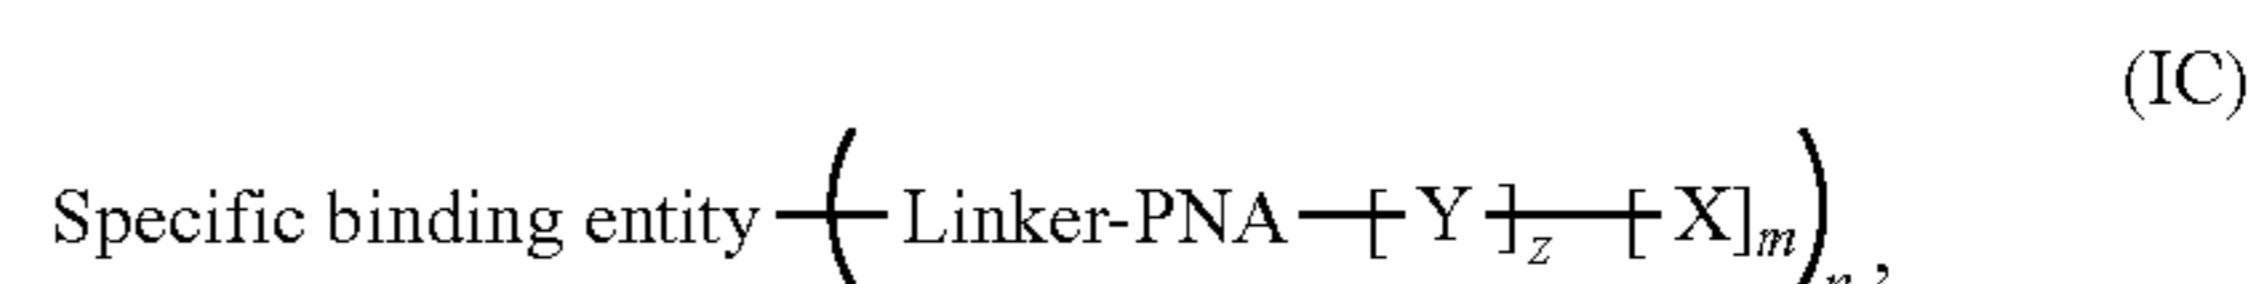 (IC)
Specific binding entity—(Linker-PNA—[Y]z—[X]m)n,